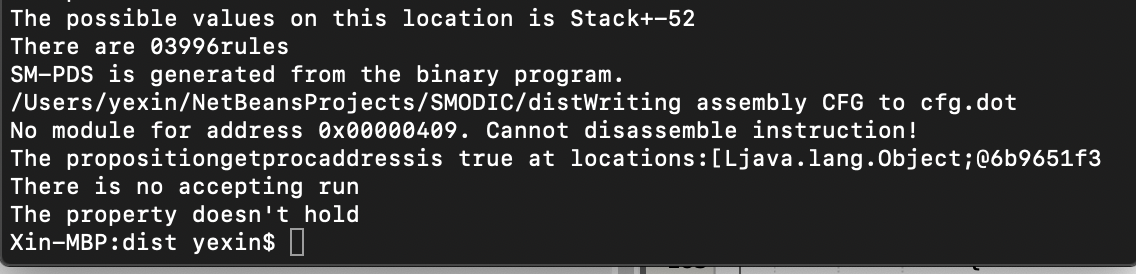 The possible values on this location is Stack+-52
There are 03996rules
SM-PDS is generated from the binary program.
/Users/yexin/NetBeansProjects/SMODIC/distWriting assembly CFG to cfg.dot
No module for address 0x00000409. Cannot disassemble instruction!
The propositiongetprocaddressis true at locations:[Ljava.lang.Object;@6b9651f3
There is no accepting run
The property doesn't hold
Xin-MBP:dist yexin$